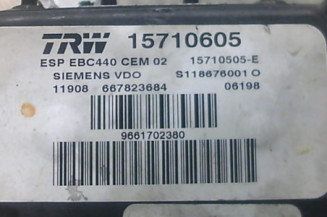 TRW 15710605
ESP EBC440 CEM 02 15710505-E
SIEMENS VDO S118676001 O
11908 667823684 06198
9661702380